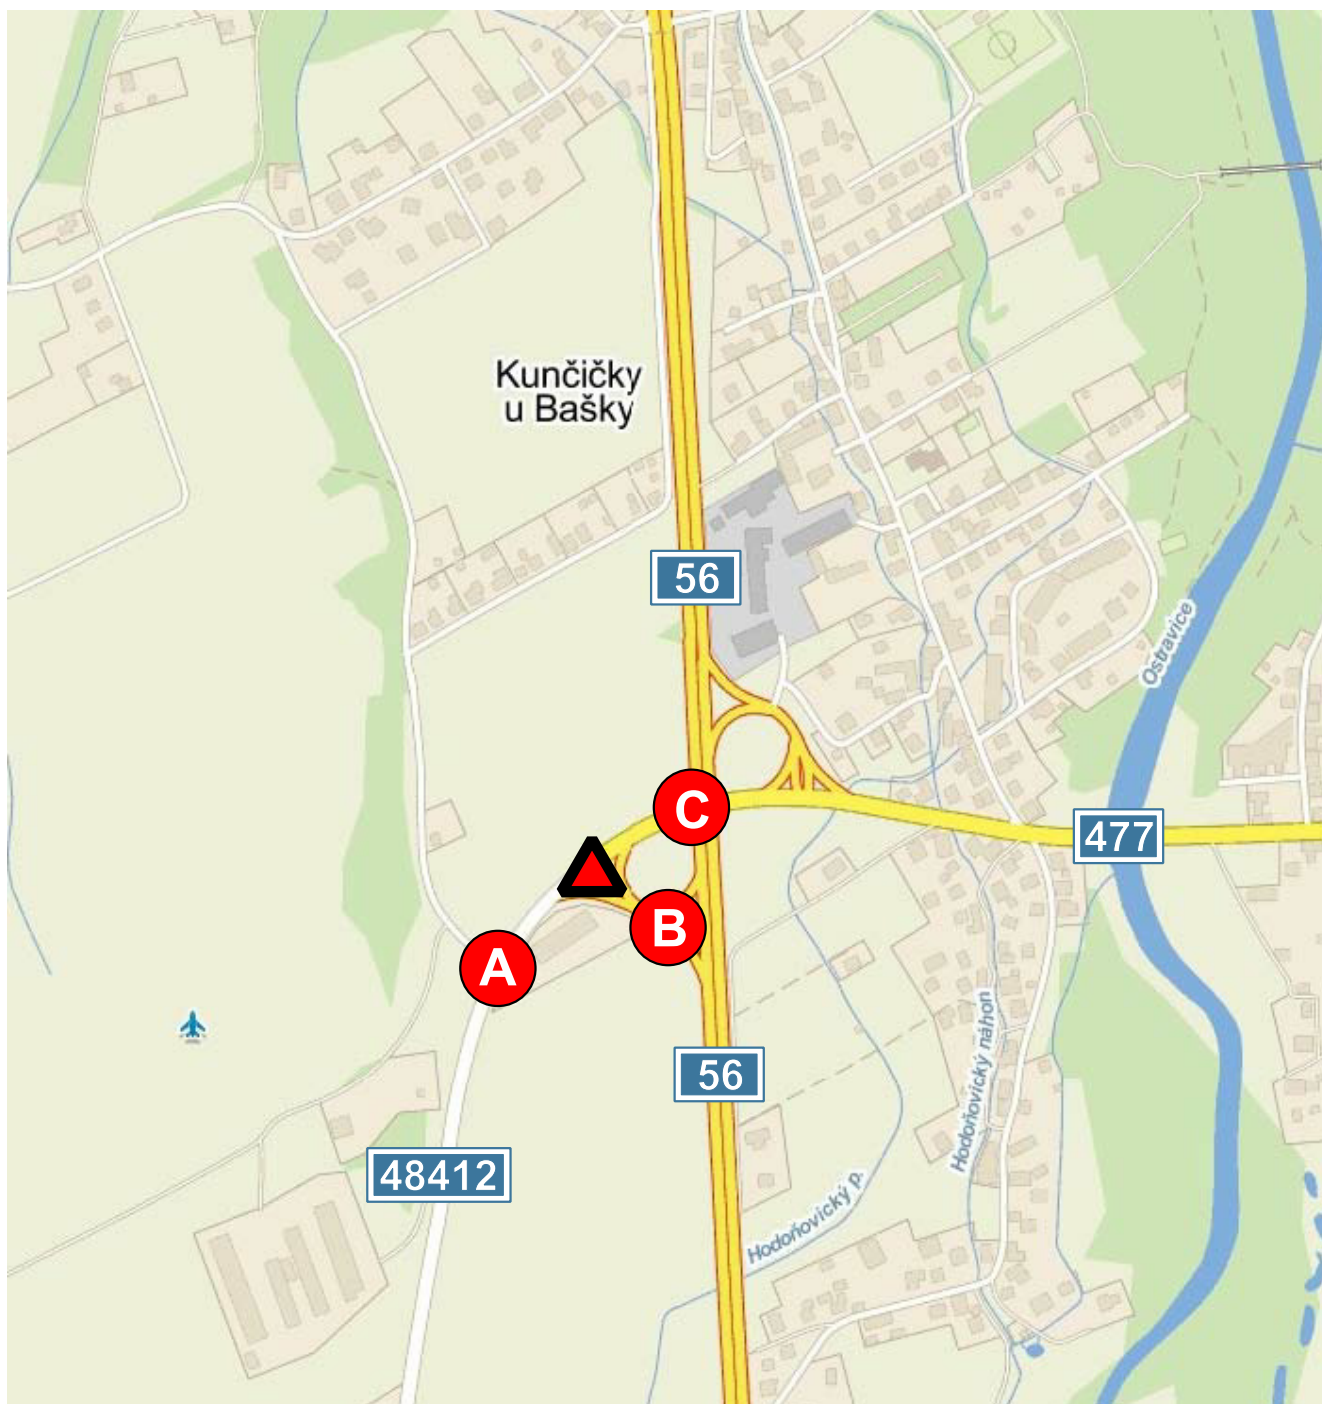 Kunčičky
u Bašky
56
Ostravice
C
477
B
A
Hodoňovický náhon
56
48412
Hodoňovický p.